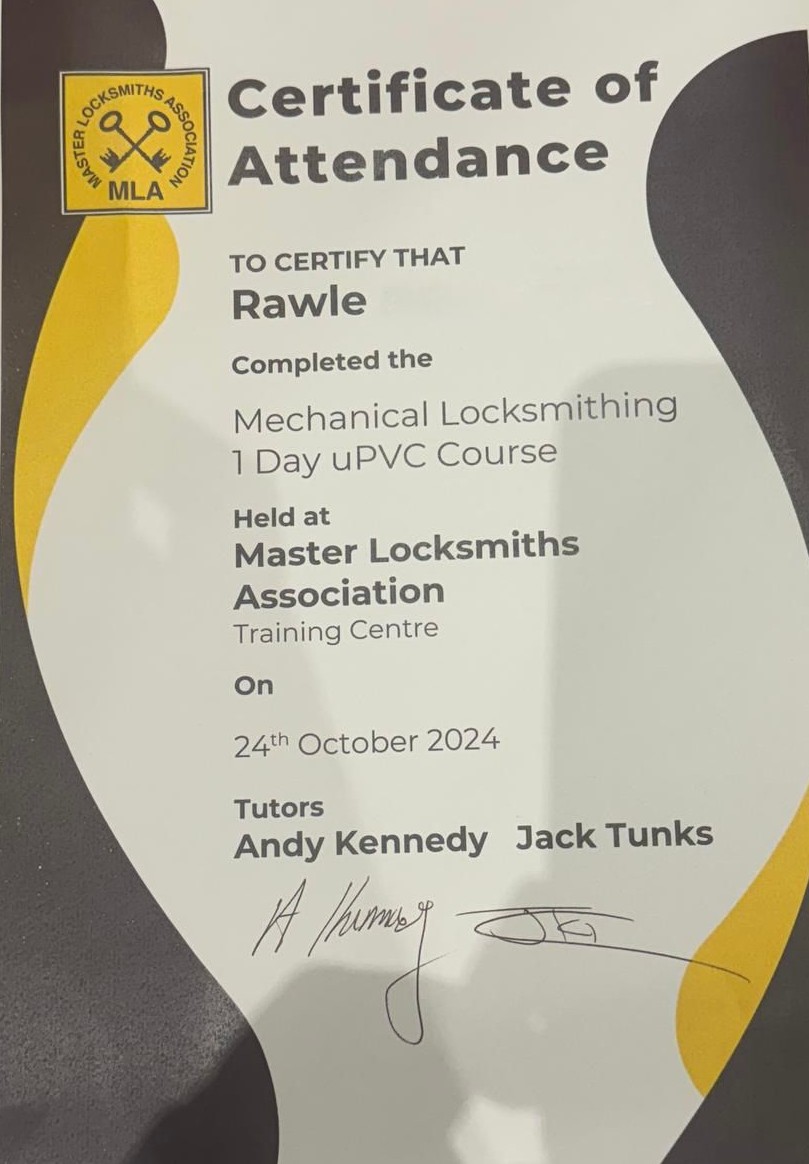 MASTER LOCKSMITHS ASSOCIATION
MLA
Certificate of
Attendance
TO CERTIFY THAT
Rawle
Completed the
Mechanical Locksmithing
1 Day uPVC Course
Held at
Master Locksmiths
Association
Training Centre
On
24th October 2024
Tutors
Andy Kennedy Jack Tunks